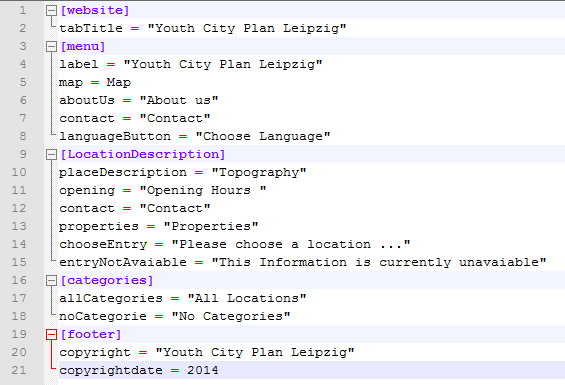 1 [website]
2 tabTitle = "Youth City Plan Leipzig"
3 [menu]
4 label = "Youth City Plan Leipzig"
5 map = Map
6 aboutUs = "About us"
7 contact = "Contact"
8 languageButton = "Choose Language"
9 [LocationDescription]
10 placeDescription = "Topography"
11 opening = "Opening Hours "
12 contact = "Contact"
13 properties = "Properties"
14 chooseEntry = "Please choose a location ..."
15 entryNotAvaiable = "This Information is currently unavaiable"
16 [categories]
17 allCategories = "All Locations"
18 noCategorie = "No Categories"
19 [footer]
20 copyright = "Youth City Plan Leipzig"
21 copyrightdate = 2014